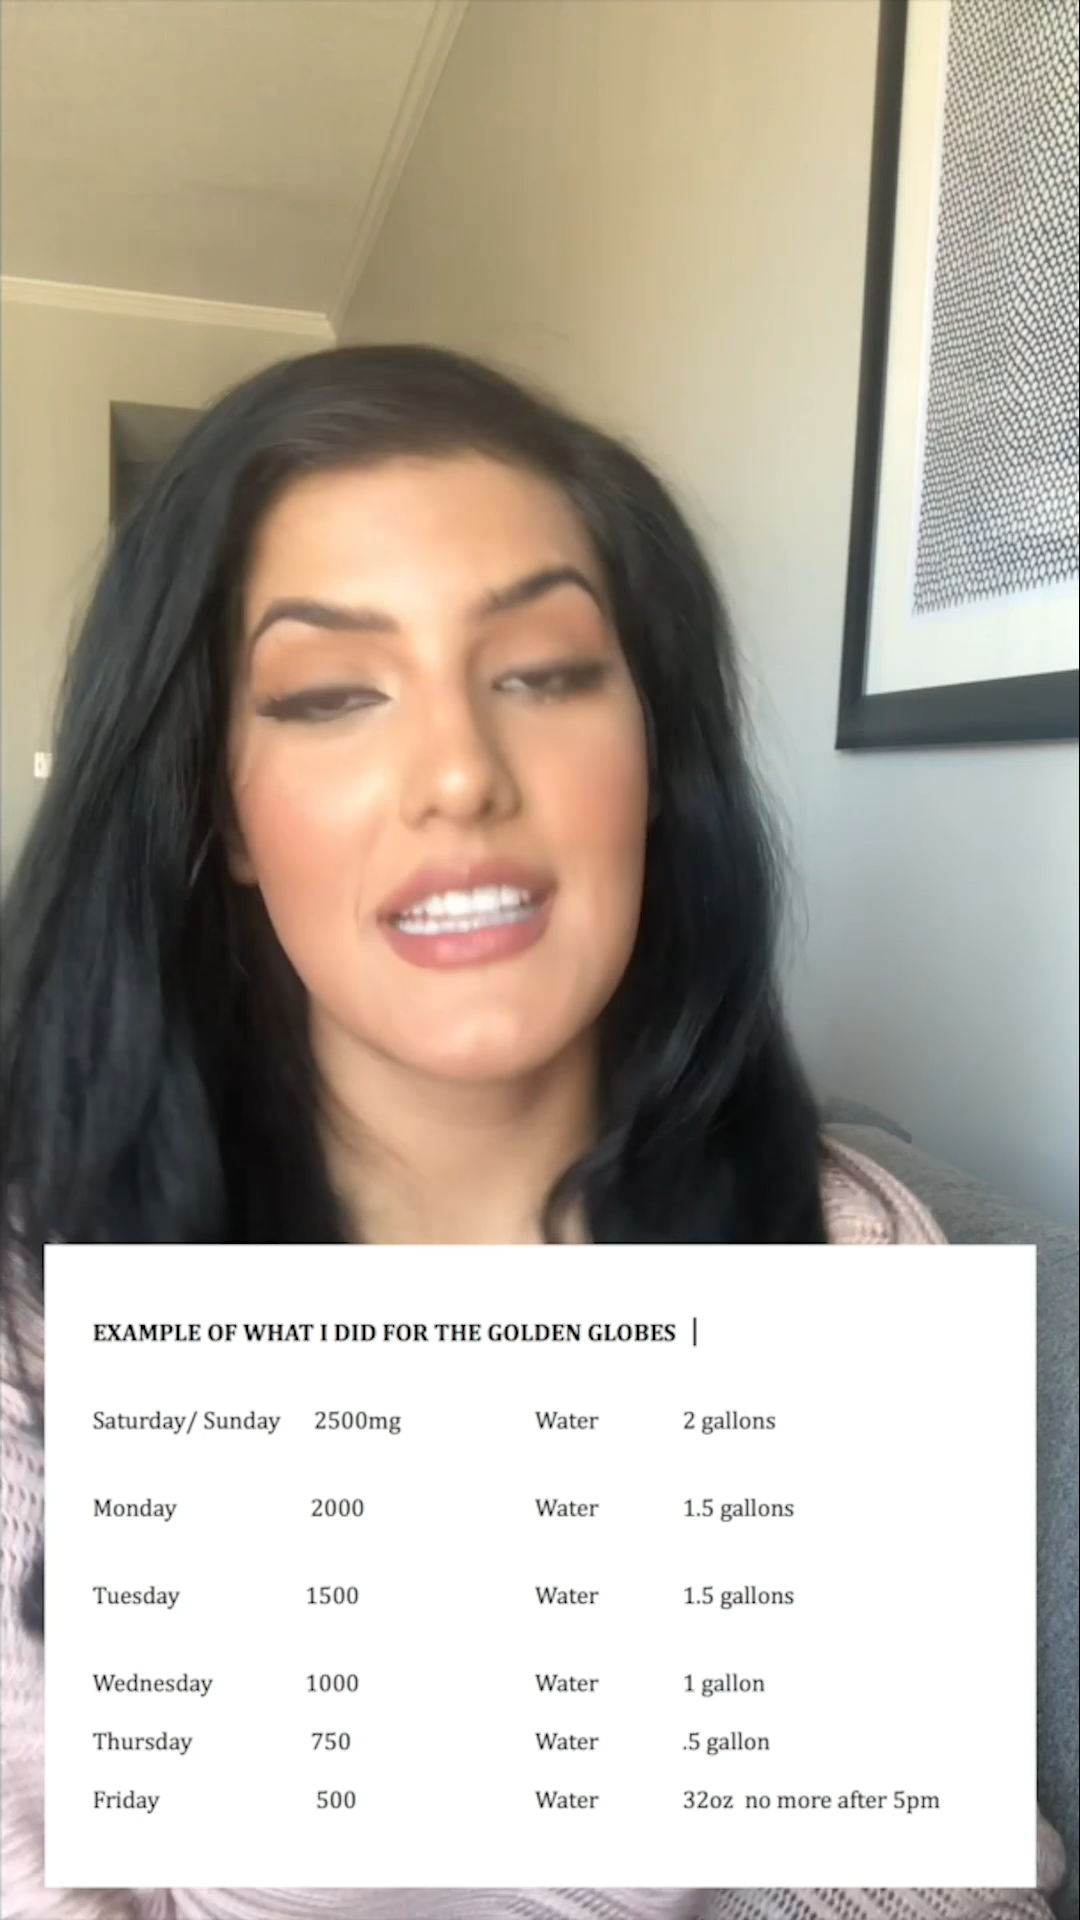 EXAMPLE OF WHAT I DID FOR THE GOLDEN GLOBES
Saturday/ Sunday 2500mg Water 2 gallons
Monday 2000 Water 1.5 gallons
Tuesday 1500 Water 1.5 gallons
Wednesday 1000 Water 1 gallon
Thursday 750 Water .5 gallon
Friday 500 Water 32oz no more after 5pm